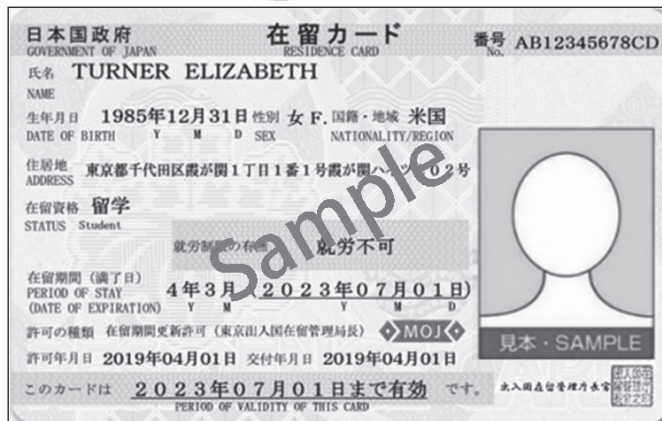 日本国政府 在留カード 番号 AB12345678CD
GOVERNMENT OF JAPAN RESIDENCE CARD No.
氏名 TURNER ELIZABETH
NAME
生年月日 1985年12月31日 性別 女 F. 国籍・地域 米国
DATE OF BIRTH Y M D SEX NATIONALITY/REGION
住居地 東京都千代田区霞が関1丁目1番1号霞が関ハイツ 02号
ADDRESS
在留資格 留学
STATUS Student
就労制限の有無 就労不可
在留期間(満了日) 4年3月 (2023年07月01日)
PERIOD OF STAY
(DATE OF EXPIRATION) Y M Y M D
許可の種類 在留期間更新許可(東京出入国在留管理局長) MOJ
許可年月日 2019年04月01日 交付年月日 2019年04月01日
見本・SAMPLE
このカードは 2023年07月01日まで有効 です。
PERIOD OF VALIDITY OF THIS CARD
出入国在留管理庁長官
Sample